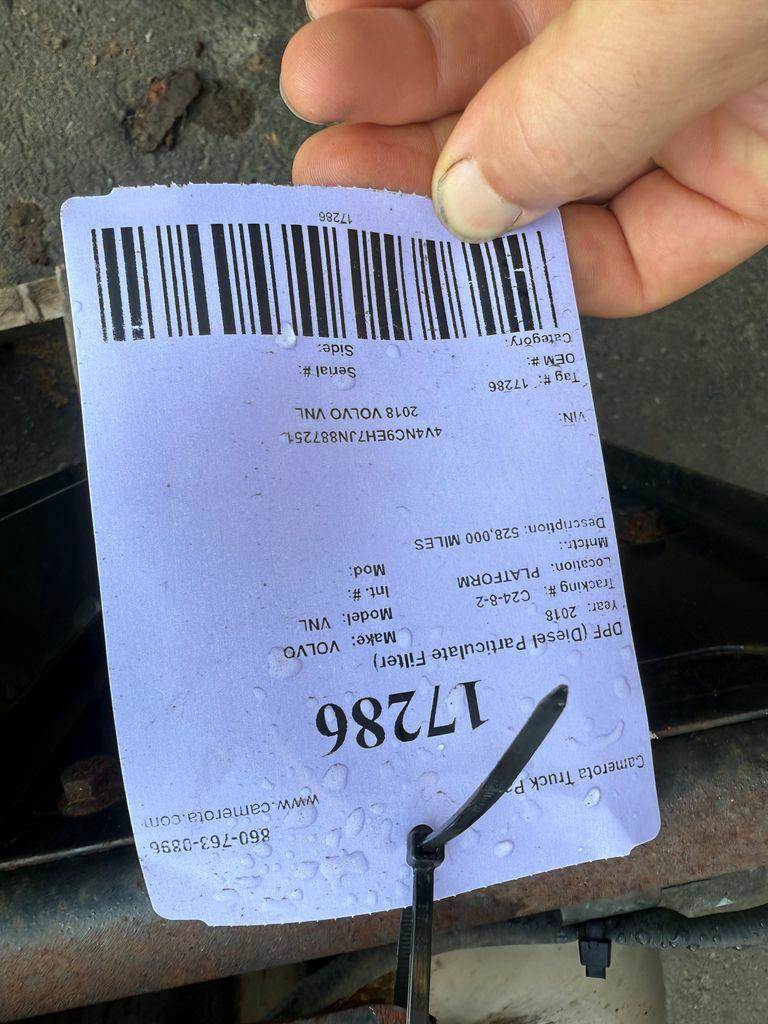 Camerota Truck Pa
860-763-0896
www.camerota.com
17286
DPF (Diesel Particulate Filter)
Year: 2018 Make: VOLVO
Tracking #: C24-8-2 Model: VNL
Location: PLATFORM Int. #:
Mnfctr.: Mod:
Description: 528,000 MILES
VIN: 4V4NC9EH7JN887251
2018 VOLVO VNL
Tag #: 17286 Serial #:
OEM #: Side:
Category:
17286